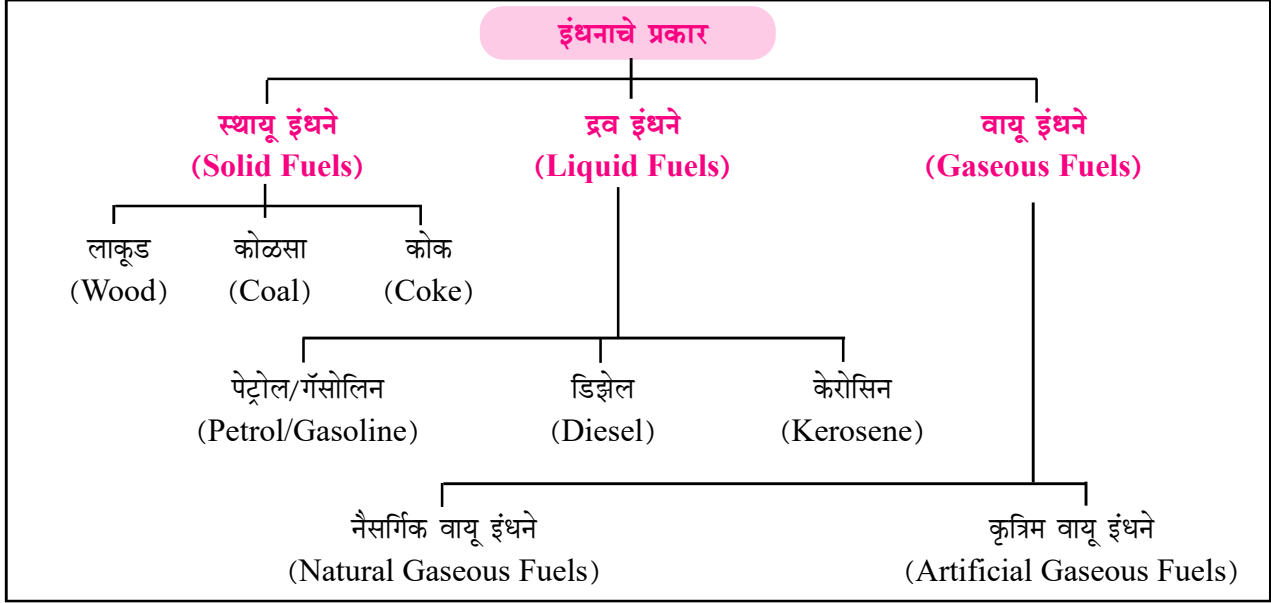 इंधनाचे प्रकार
स्थायू इंधने
(Solid Fuels)
द्रव इंधने
(Liquid Fuels)
वायू इंधने
(Gaseous Fuels)
लाकूड
(Wood)
कोळसा
(Coal)
कोक
(Coke)
पेट्रोल/गॅसोलिन
(Petrol/Gasoline)
डिझेल
(Diesel)
केरोसिन
(Kerosene)
नैसर्गिक वायू इंधने
(Natural Gaseous Fuels)
कृत्रिम वायू इंधने
(Artificial Gaseous Fuels)